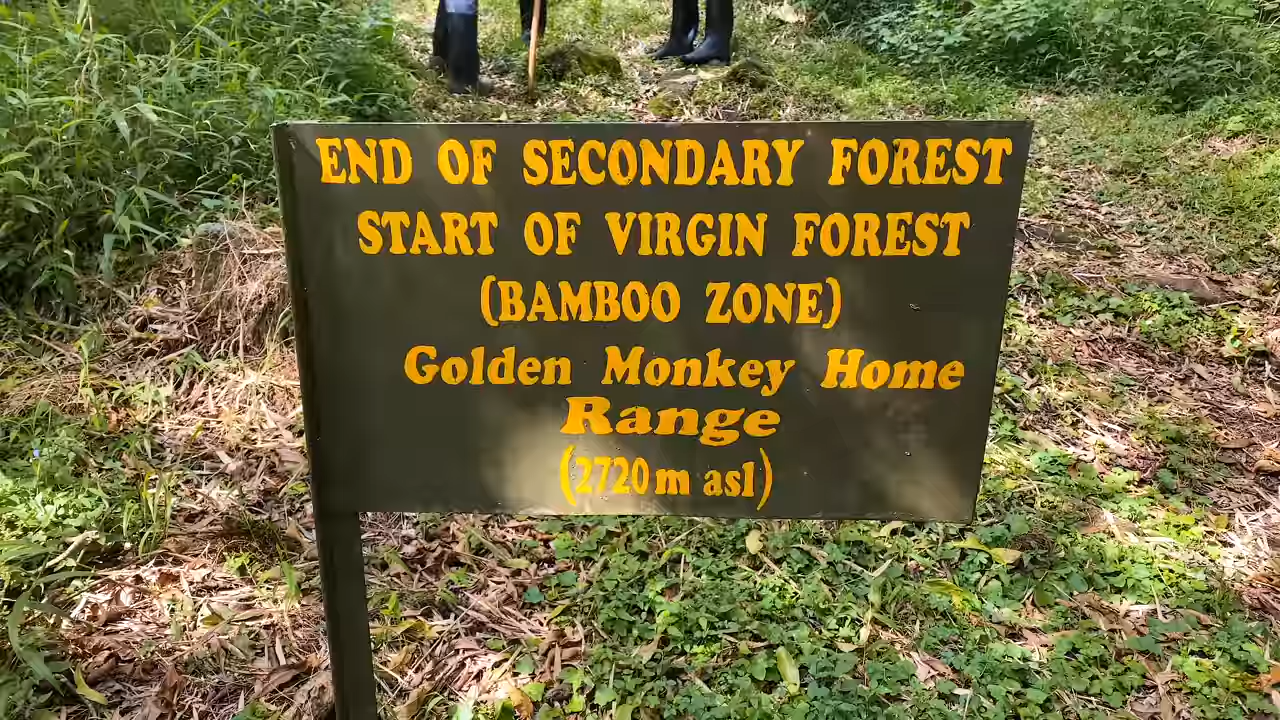 END OF SECONDARY FOREST
START OF VIRGIN FOREST
(BAMBOO ZONE)
Golden Monkey Home
Range
(2720m asl)